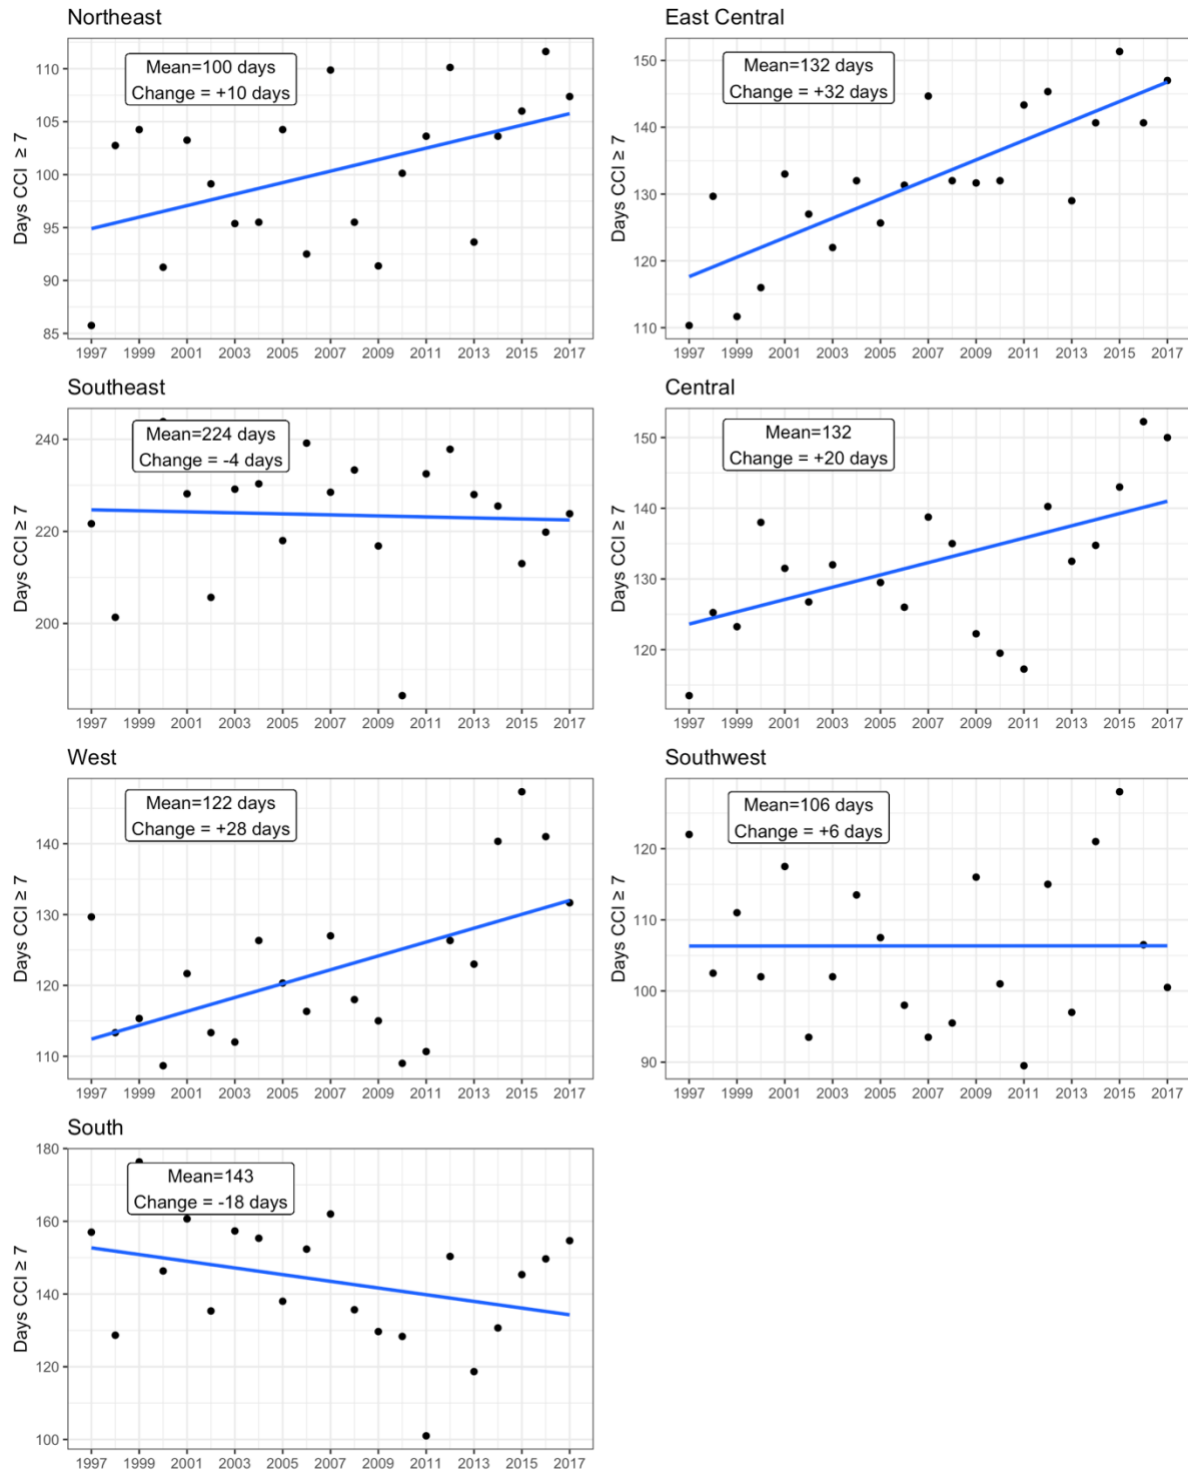 Northeast
Mean=100 days
Change = +10 days
Days CCI ≥ 7
110
105
100
95
90
85
1997 1999 2001 2003 2005 2007 2009 2011 2013 2015 2017
East Central
Mean=132 days
Change = +32 days
Days CCI ≥ 7
150
140
130
120
110
1997 1999 2001 2003 2005 2007 2009 2011 2013 2015 2017
Southeast
Mean=224 days
Change = -4 days
Days CCI ≥ 7
240
220
200
1997 1999 2001 2003 2005 2007 2009 2011 2013 2015 2017
Central
Mean=132
Change = +20 days
Days CCI ≥ 7
150
140
130
120
1997 1999 2001 2003 2005 2007 2009 2011 2013 2015 2017
West
Mean=122 days
Change = +28 days
Days CCI ≥ 7
140
130
120
110
1997 1999 2001 2003 2005 2007 2009 2011 2013 2015 2017
Southwest
Mean=106 days
Change = +6 days
Days CCI ≥ 7
120
110
100
90
1997 1999 2001 2003 2005 2007 2009 2011 2013 2015 2017
South
Mean=143
Change = -18 days
Days CCI ≥ 7
180
160
140
120
100
1997 1999 2001 2003 2005 2007 2009 2011 2013 2015 2017